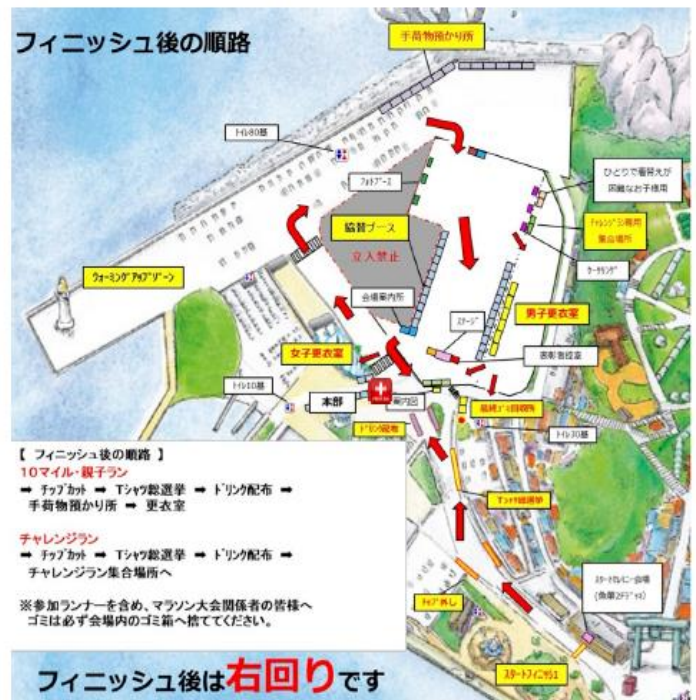 フィニッシュ後の順路
手荷物預かり所
トイレ80基
フォトブース
ひとりで着替えが
困難なお子様用
チャレンジラン専用
集合場所
協賛ブース
立入禁止
ケータリング
ウォーミングアップゾーン
会場案内所
ステージ
男子更衣室
女子更衣室
表彰者控室
トイレ10基
本部
案内図
最終ゴミ回収所
ドリンク配布
トイレ30基
【 フィニッシュ後の順路 】
10マイル・親子ラン
➡ チップカット ➡ Tシャツ総選挙 ➡ ドリンク配布 ➡
手荷物預かり所 ➡ 更衣室
チャレンジラン
➡ チップカット ➡ Tシャツ総選挙 ➡ ドリンク配布 ➡
チャレンジラン集合場所へ
※参加ランナーを含め、マラソン大会関係者の皆様へ
ゴミは必ず会場内のゴミ箱へ捨ててください。
Tシャツ総選挙
チップ外し
スタートセレモニー会場
スタートフィニッシュ
フィニッシュ後は右回りです